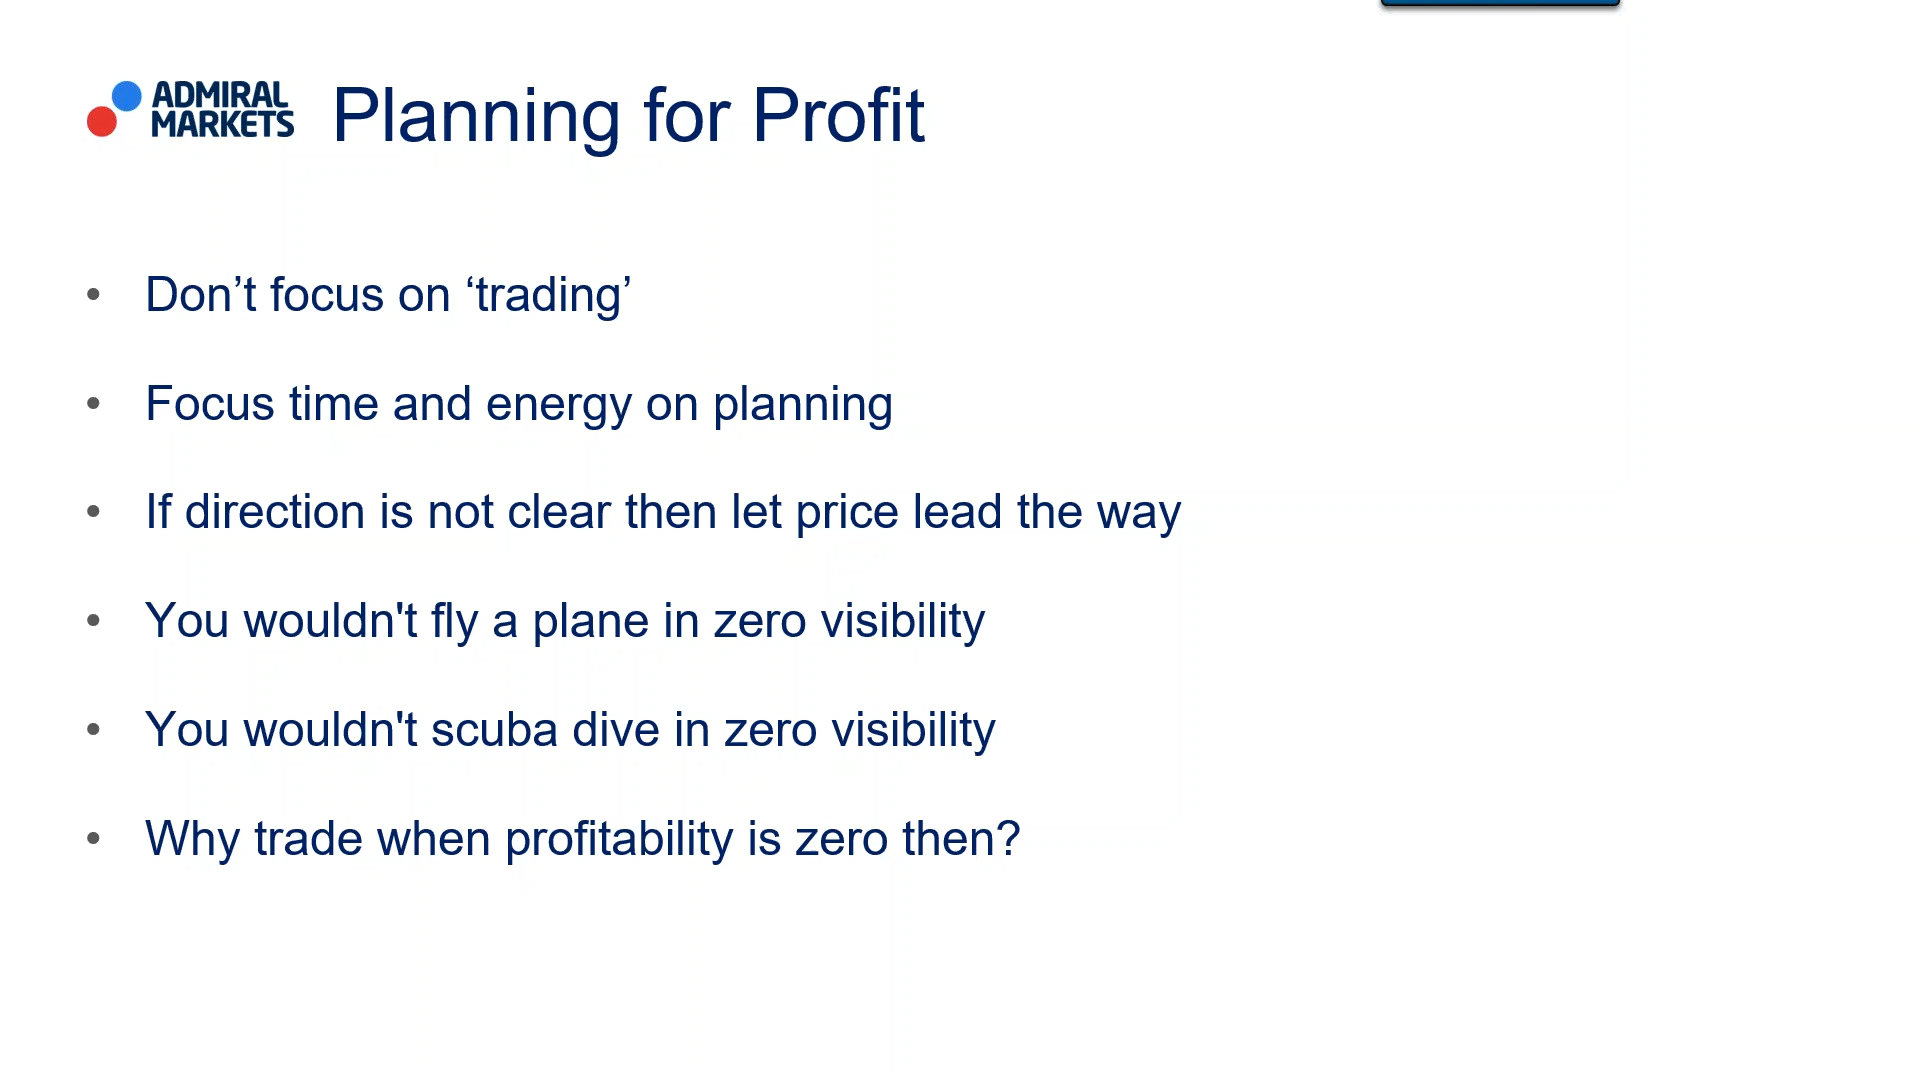 ADMIRAL
MARKETS
Planning for Profit
• Don’t focus on ‘trading’
• Focus time and energy on planning
• If direction is not clear then let price lead the way
• You wouldn't fly a plane in zero visibility
• You wouldn't scuba dive in zero visibility
• Why trade when profitability is zero then?